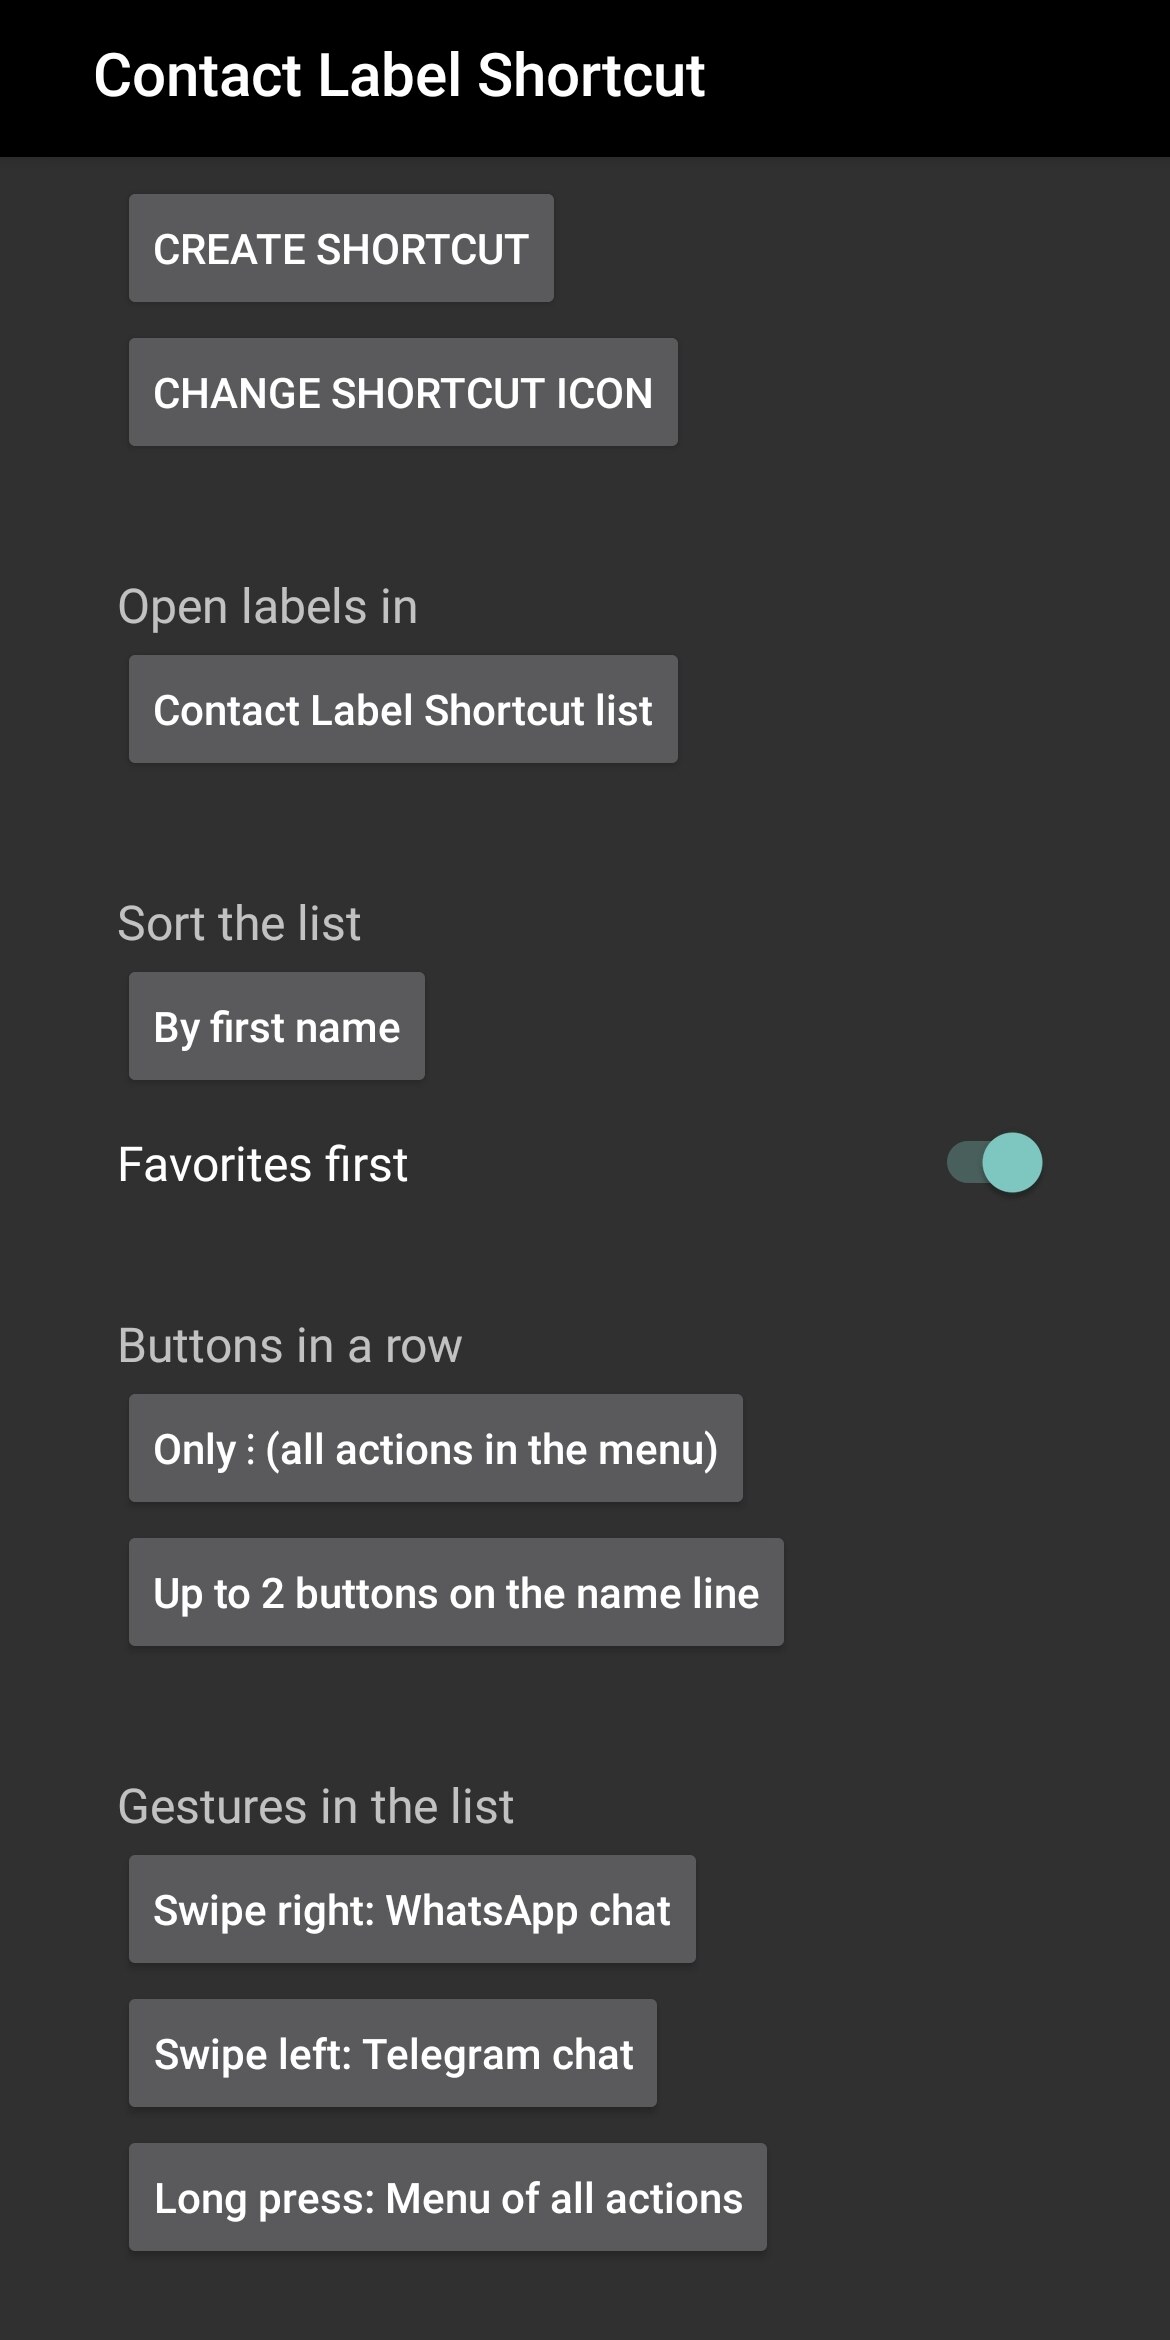 Contact Label Shortcut
CREATE SHORTCUT
CHANGE SHORTCUT ICON
Open labels in
Contact Label Shortcut list
Sort the list
By first name
Favorites first
Buttons in a row
Only ⋮ (all actions in the menu)
Up to 2 buttons on the name line
Gestures in the list
Swipe right: WhatsApp chat
Swipe left: Telegram chat
Long press: Menu of all actions